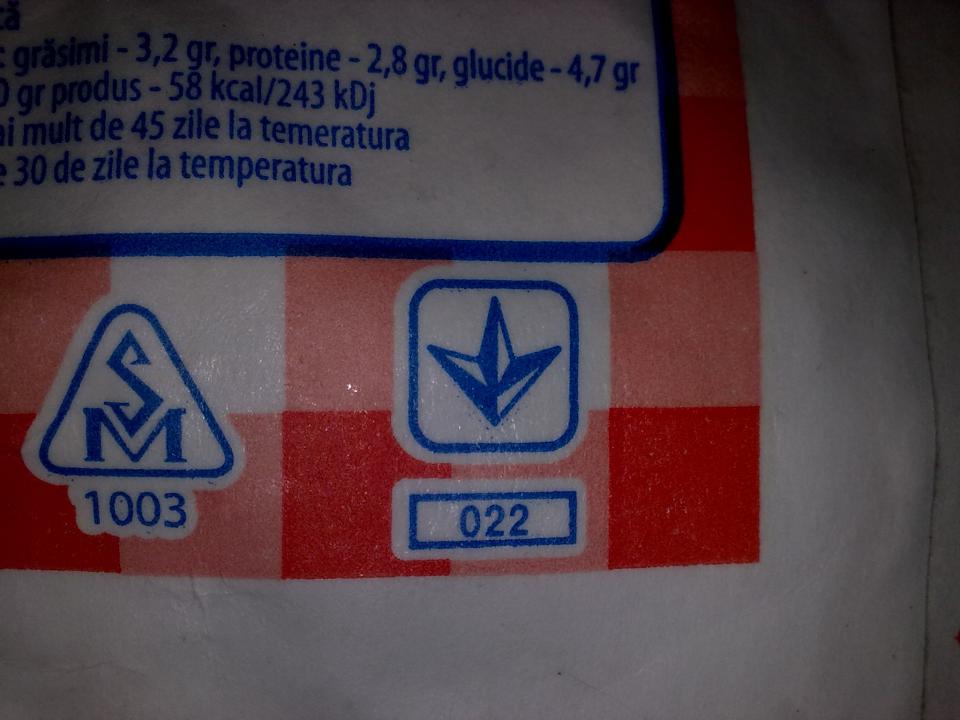 grăsimi - 3,2 gr, proteine - 2,8 gr, glucide - 4,7 gr
gr produs - 58 kcal/243 kDj
mult de 45 zile la temeratura
30 de zile la temperatura
SM
1003
022